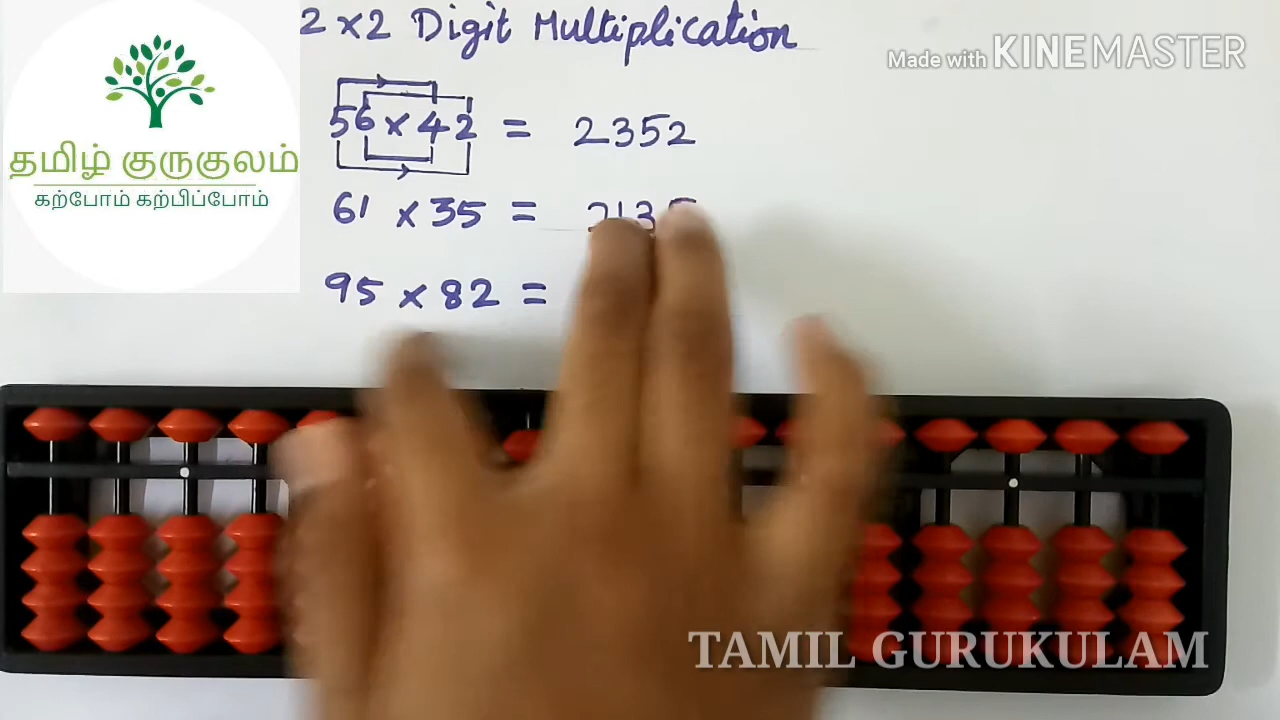 2 x 2 Digit Multiplication
Made with KINEMASTER
தமிழ் குருகுலம்
கற்போம் கற்பிப்போம்
56 x 42 = 2352
61 x 35 = 2135
95 x 82 =
TAMIL GURUKULAM